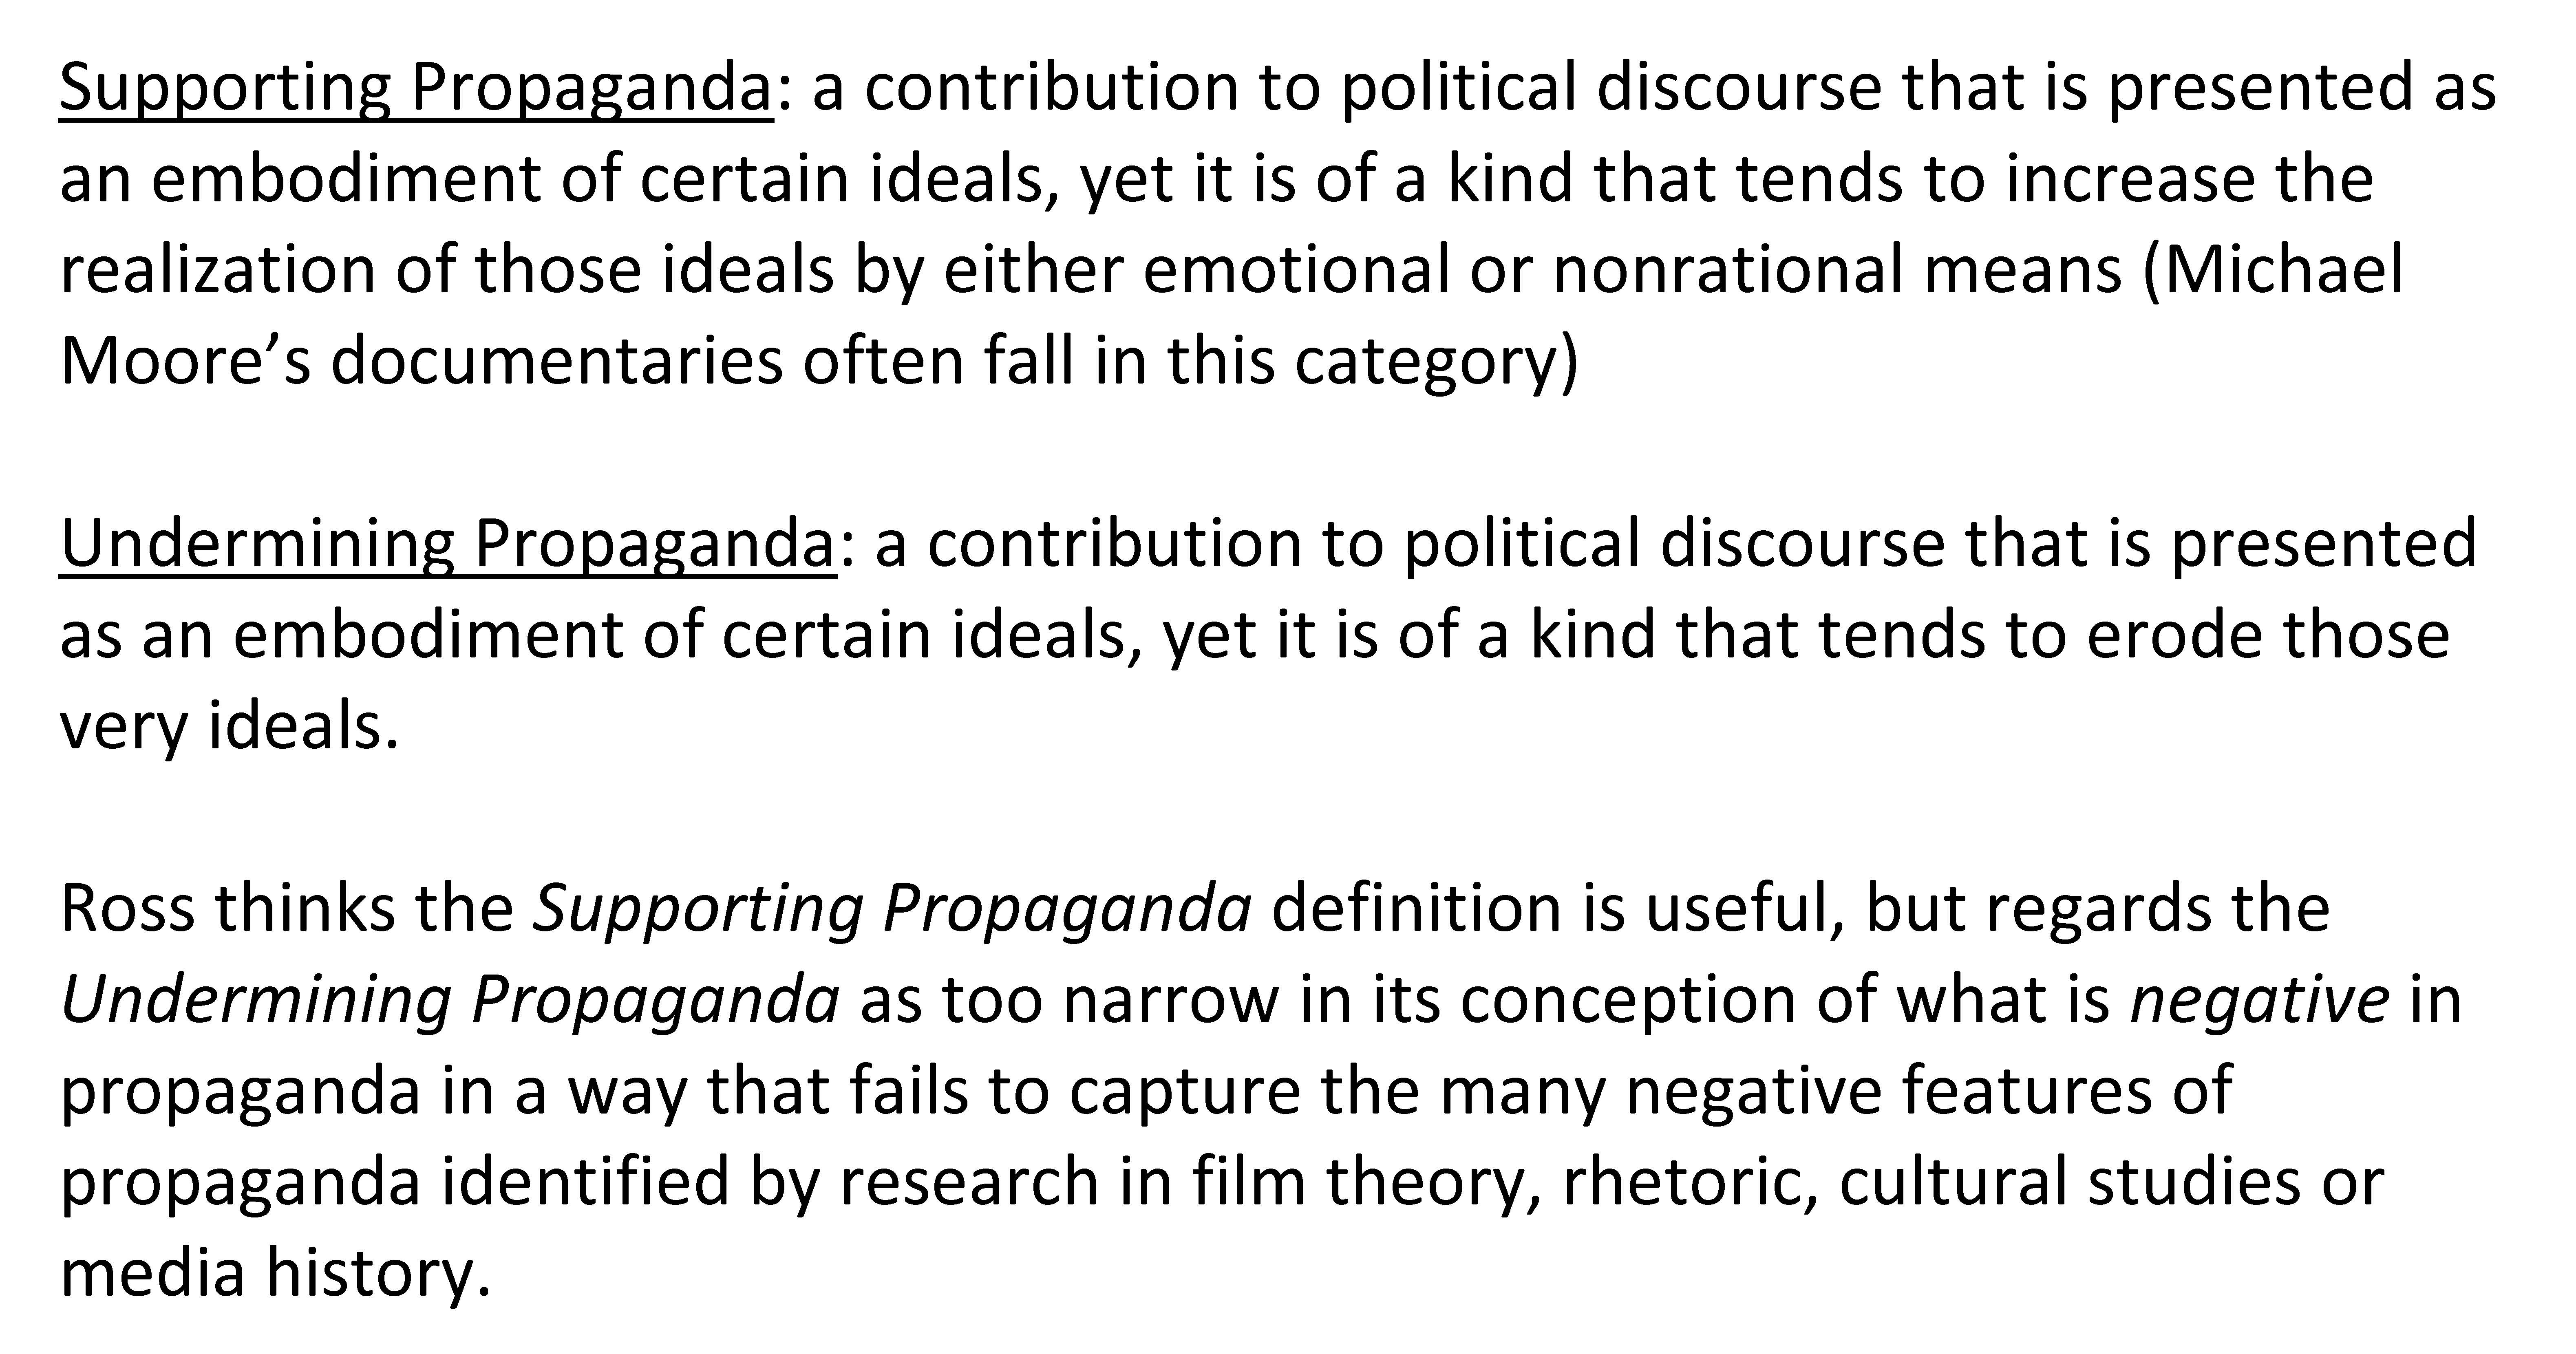 Supporting Propaganda: a contribution to political discourse that is presented as
an embodiment of certain ideals, yet it is of a kind that tends to increase the
realization of those ideals by either emotional or nonrational means (Michael
Moore’s documentaries often fall in this category)
Undermining Propaganda: a contribution to political discourse that is presented
as an embodiment of certain ideals, yet it is of a kind that tends to erode those
very ideals.
Ross thinks the Supporting Propaganda definition is useful, but regards the
Undermining Propaganda as too narrow in its conception of what is negative in
propaganda in a way that fails to capture the many negative features of
propaganda identified by research in film theory, rhetoric, cultural studies or
media history.